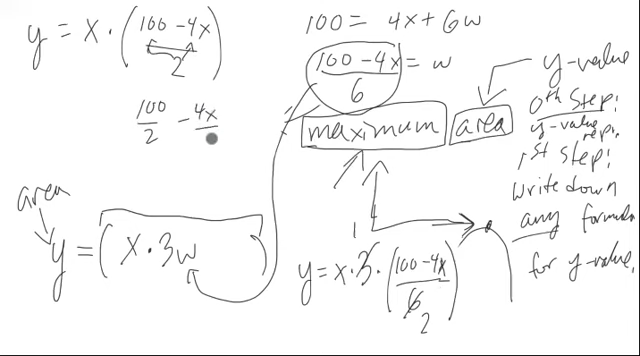 y = x · (100 - 4x / 2)
100/2 - 4x/
100 = 4x + 6w
100 - 4x / 6 = w
maximum area
y-value
0th Step:
y-value
rep:
1st Step:
Write down
any formula
for y-value.
area
y = ( x · 3w )
y = x · 3 · (100 - 4x / 6)
2